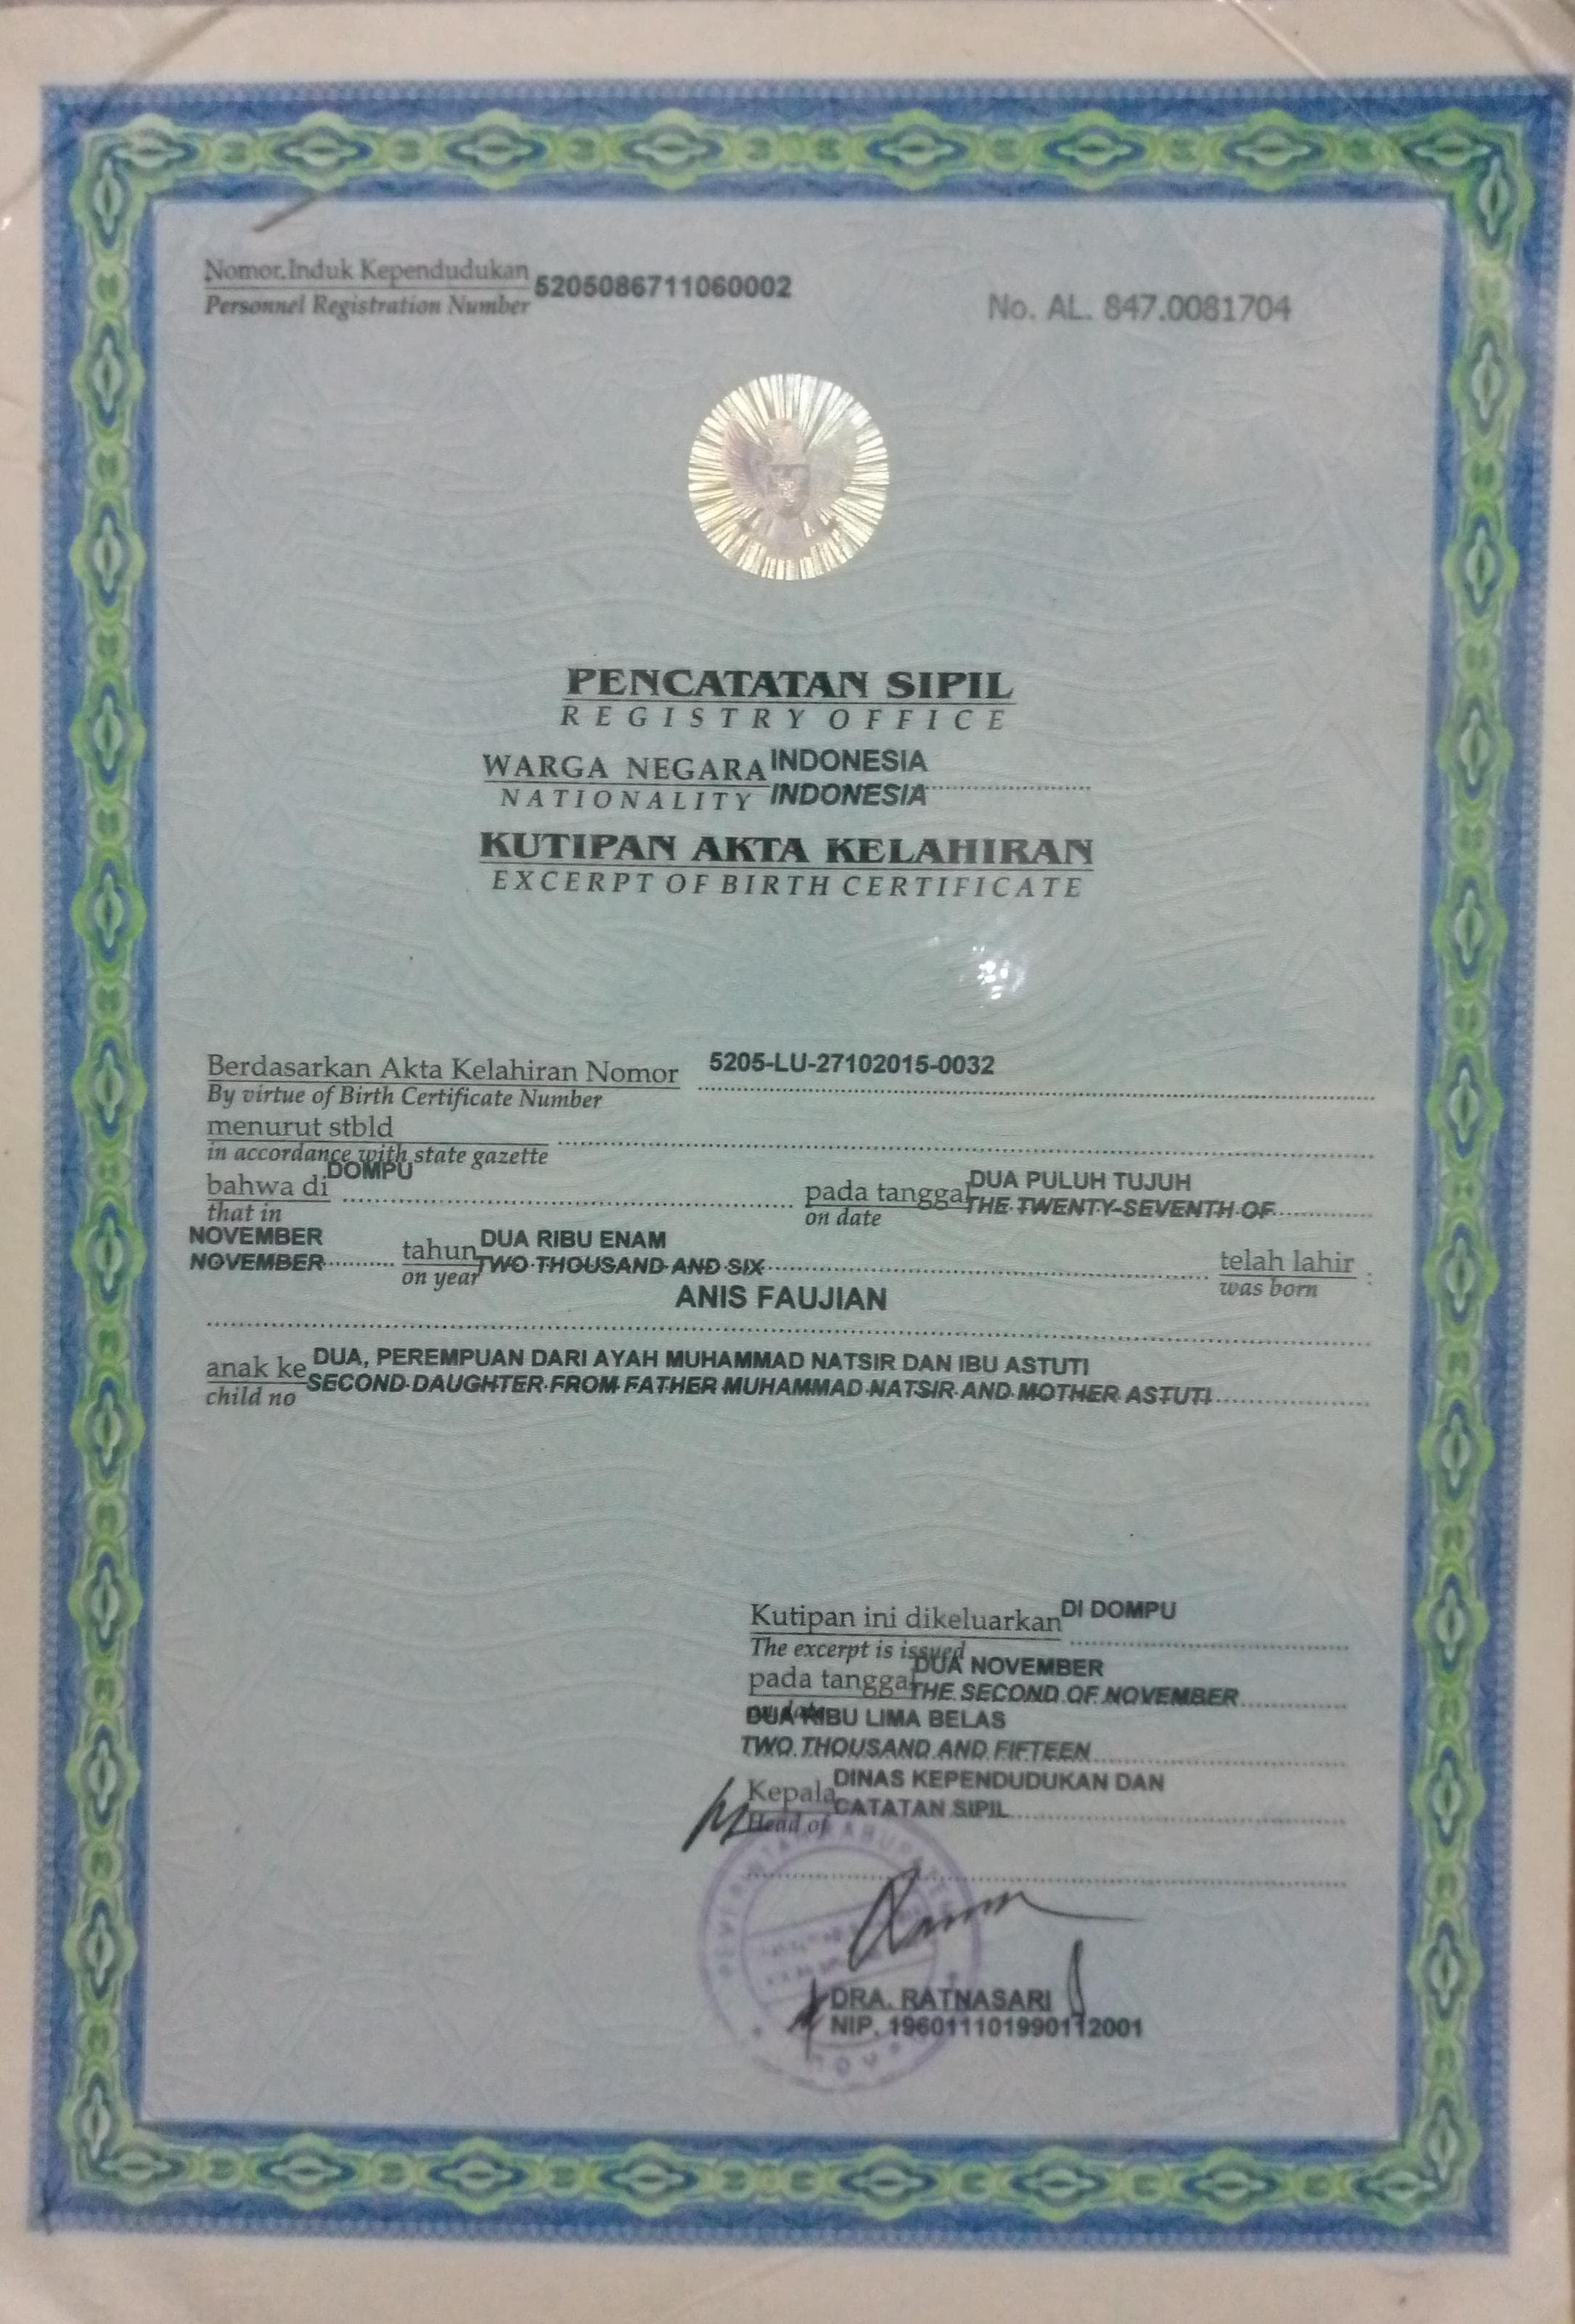 Nomor Induk Kependudukan 5205086711060002
Personnel Registration Number
No. AL. 847.0081704
PENCATATAN SIPIL
REGISTRY OFFICE
WARGA NEGARA INDONESIA
NATIONALITY INDONESIA
KUTIPAN AKTA KELAHIRAN
EXCERPT OF BIRTH CERTIFICATE
Berdasarkan Akta Kelahiran Nomor 5205-LU-27102015-0032
By virtue of Birth Certificate Number
menurut stbld
in accordance with state gazette
bahwa di DOMPU pada tanggal DUA PULUH TUJUH
that in on date THE TWENTY-SEVENTH OF
NOVEMBER tahun DUA RIBU ENAM telah lahir :
NOVEMBER on year TWO THOUSAND AND SIX was born
ANIS FAUJIAN
anak ke DUA, PEREMPUAN DARI AYAH MUHAMMAD NATSIR DAN IBU ASTUTI
child no SECOND DAUGHTER FROM FATHER MUHAMMAD NATSIR AND MOTHER ASTUTI
Kutipan ini dikeluarkan DI DOMPU
The excerpt is issued
pada tanggal DUA NOVEMBER
on date THE SECOND OF NOVEMBER
DUA RIBU LIMA BELAS
TWO THOUSAND AND FIFTEEN
Kepala DINAS KEPENDUDUKAN DAN
Head of CATATAN SIPIL
DRA. RATNASARI
NIP. 196011101990112001